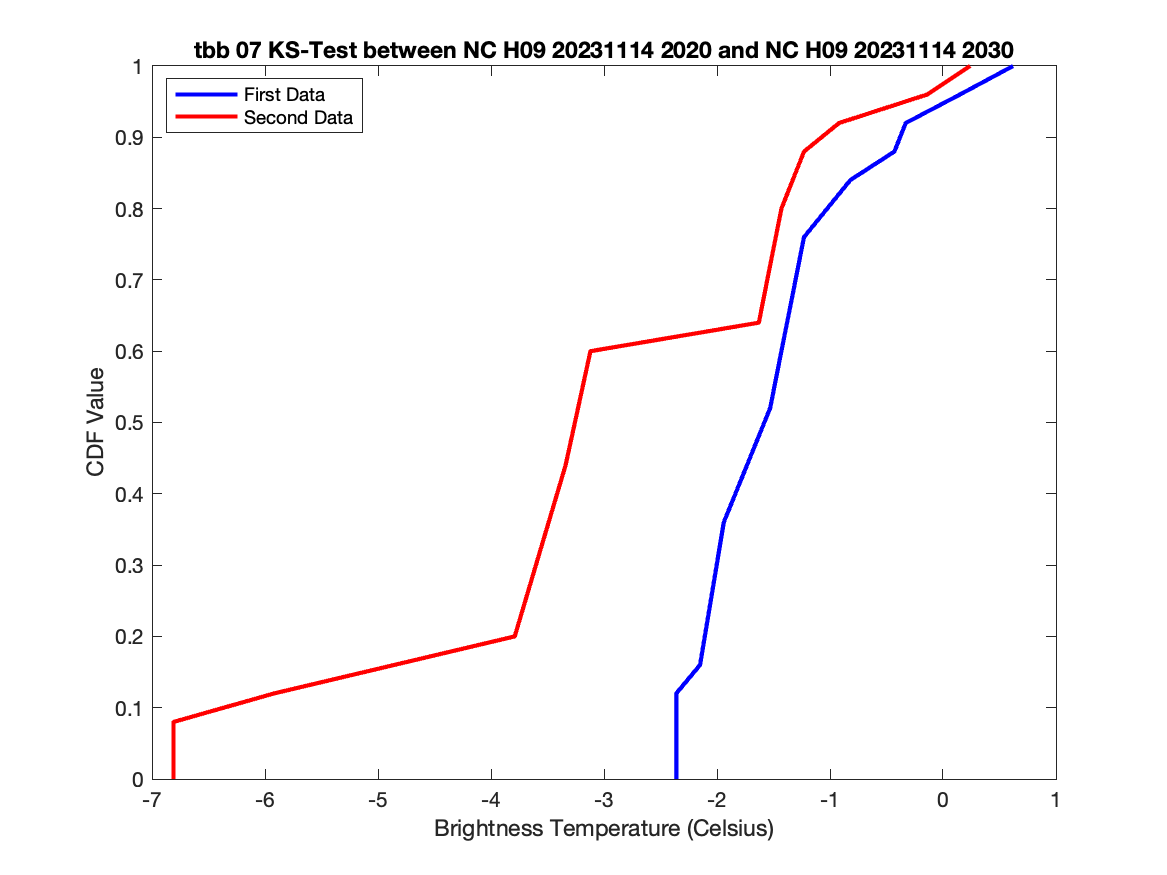 tbb 07 KS-Test between NC H09 20231114 2020 and NC H09 20231114 2030
First Data
Second Data
1
0.9
0.8
0.7
0.6
0.5
0.4
0.3
0.2
0.1
0
CDF Value
-7 -6 -5 -4 -3 -2 -1 0 1
Brightness Temperature (Celsius)